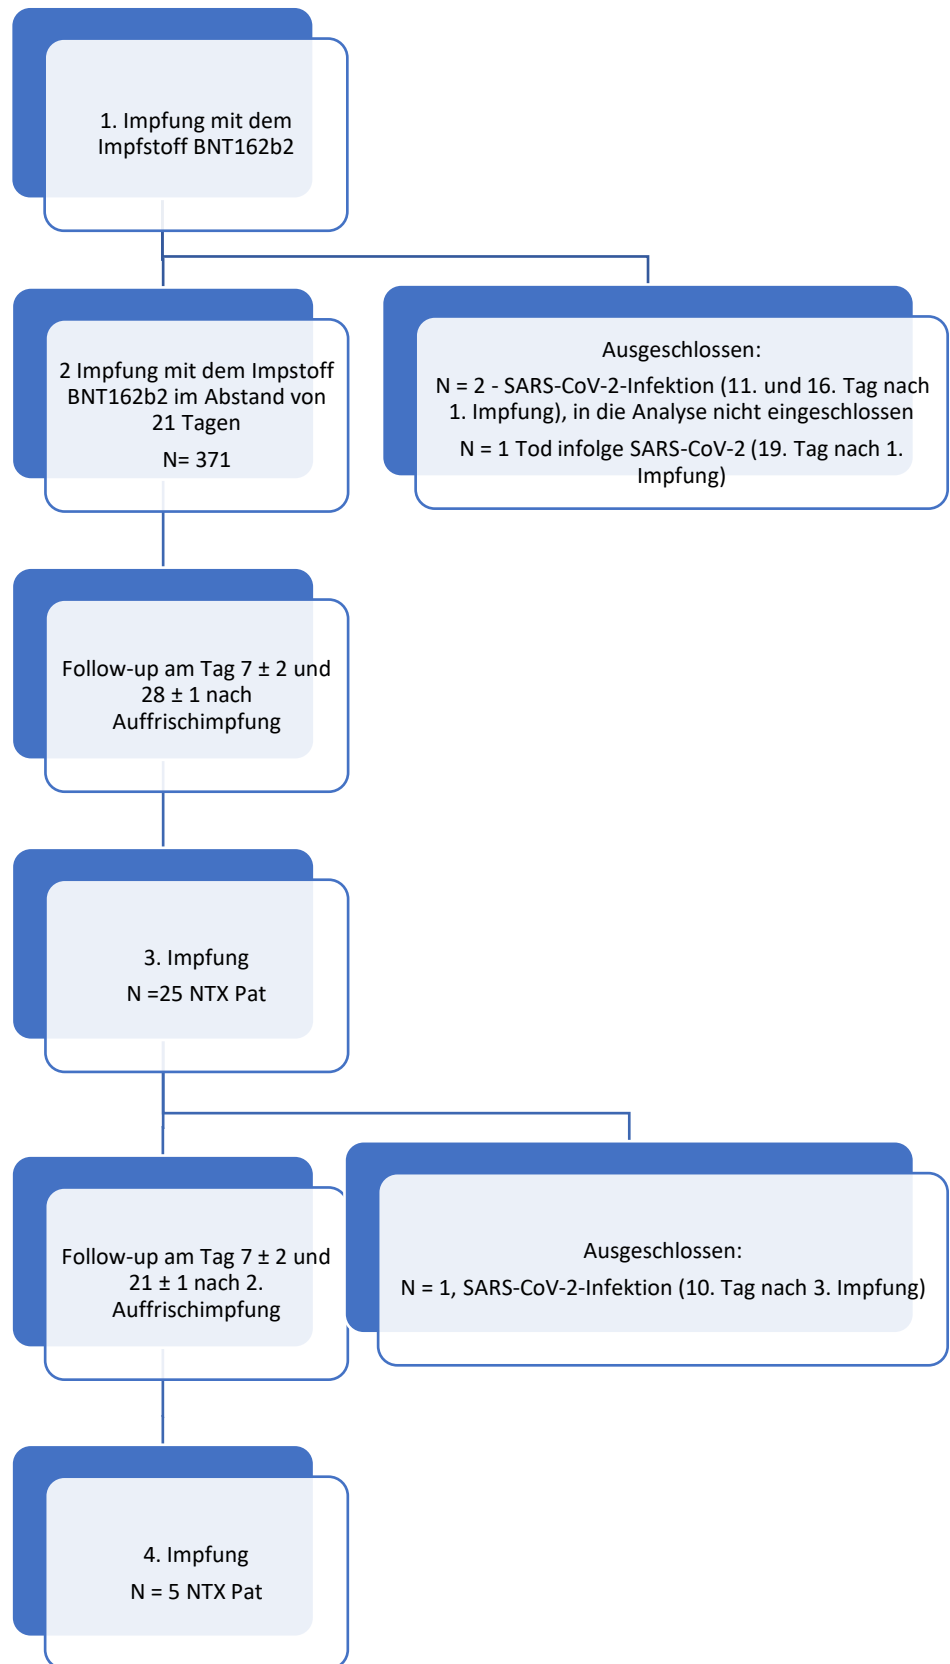 1. Impfung mit dem
Impfstoff BNT162b2
2 Impfung mit dem Impstoff
BNT162b2 im Abstand von
21 Tagen
N= 371
Ausgeschlossen:
N = 2 - SARS-CoV-2-Infektion (11. und 16. Tag nach
1. Impfung), in die Analyse nicht eingeschlossen
N = 1 Tod infolge SARS-CoV-2 (19. Tag nach 1.
Impfung)
Follow-up am Tag 7 ± 2 und
28 ± 1 nach
Auffrischimpfung
3. Impfung
N =25 NTX Pat
Follow-up am Tag 7 ± 2 und
21 ± 1 nach 2.
Auffrischimpfung
Ausgeschlossen:
N = 1, SARS-CoV-2-Infektion (10. Tag nach 3. Impfung)
4. Impfung
N = 5 NTX Pat